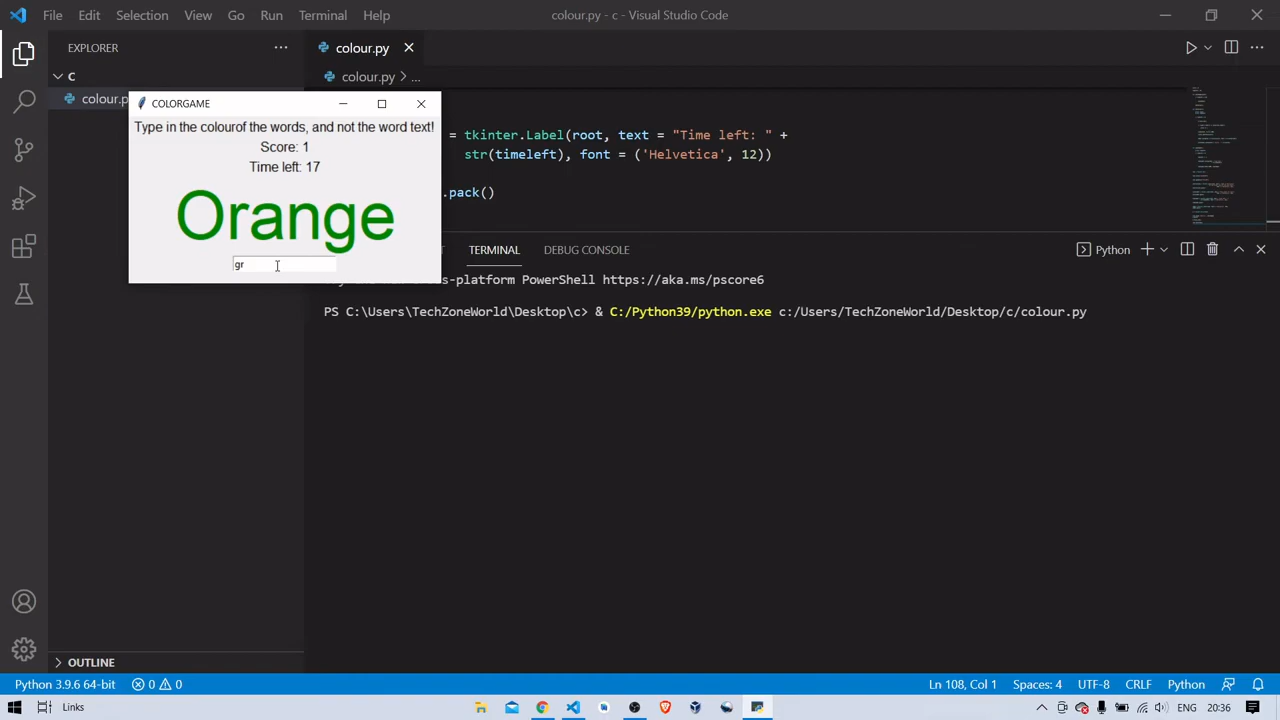 File Edit Selection View Go Run Terminal Help colour.py - c - Visual Studio Code
EXPLORER
colour.py
C
colour.py > ...
colour.p
COLORGAME
Type in the colourof the words, and not the word text!
Score: 1
Time left: 17
Orange
gr
= tkinter.Label(root, text = "Time left: " +
str(timeleft), font = ('Helvetica', 12))
.pack()
TERMINAL DEBUG CONSOLE
Python
-platform PowerShell https://aka.ms/pscore6
PS C:\Users\TechZoneWorld\Desktop\c> & C:/Python39/python.exe c:/Users/TechZoneWorld/Desktop/c/colour.py
OUTLINE
Python 3.9.6 64-bit 0 0 Ln 108, Col 1 Spaces: 4 UTF-8 CRLF Python
Links ENG 20:36